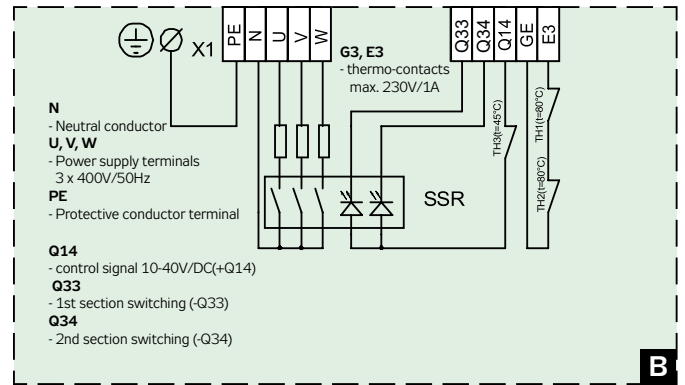 X1
PE
N
U
V
W
Q33
Q34
Q14
GE
E3
G3, E3
- thermo-contacts
max. 230V/1A
TH3(t=45°C)
TH1(t=80°C)
TH2(t=80°C)
SSR
N
- Neutral conductor
U, V, W
- Power supply terminals
3 x 400V/50Hz
PE
- Protective conductor terminal
Q14
- control signal 10-40V/DC(+Q14)
Q33
- 1st section switching (-Q33)
Q34
- 2nd section switching (-Q34)
B